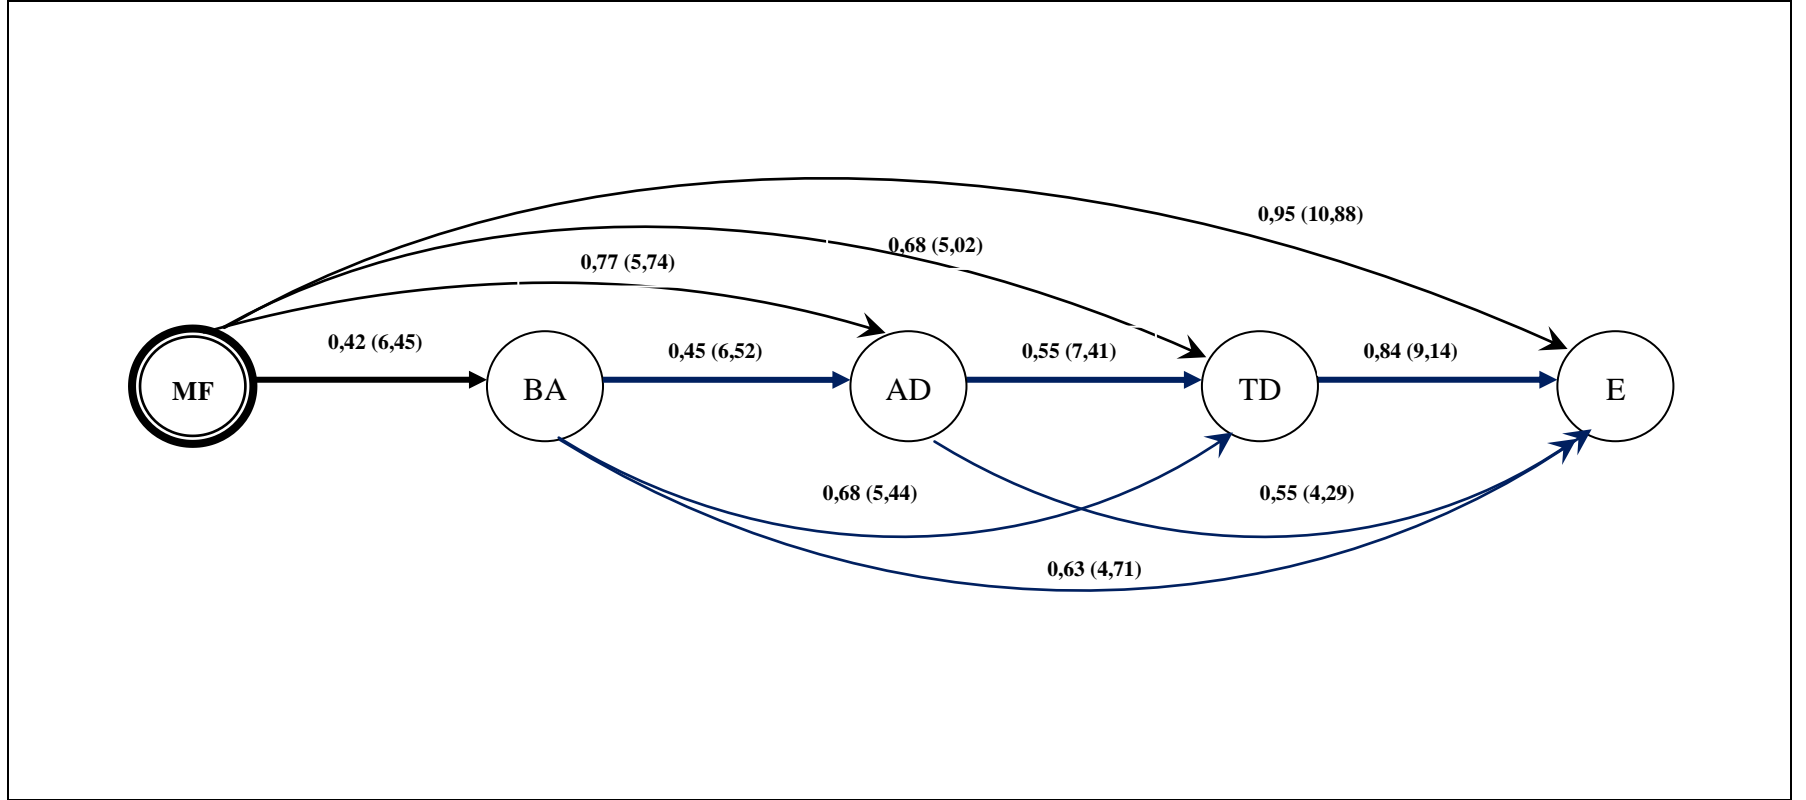 0,95 (10,88)
0,68 (5,02)
0,77 (5,74)
0,42 (6,45)
0,45 (6,52)
0,55 (7,41)
0,84 (9,14)
MF
BA
AD
TD
E
0,68 (5,44)
0,55 (4,29)
0,63 (4,71)